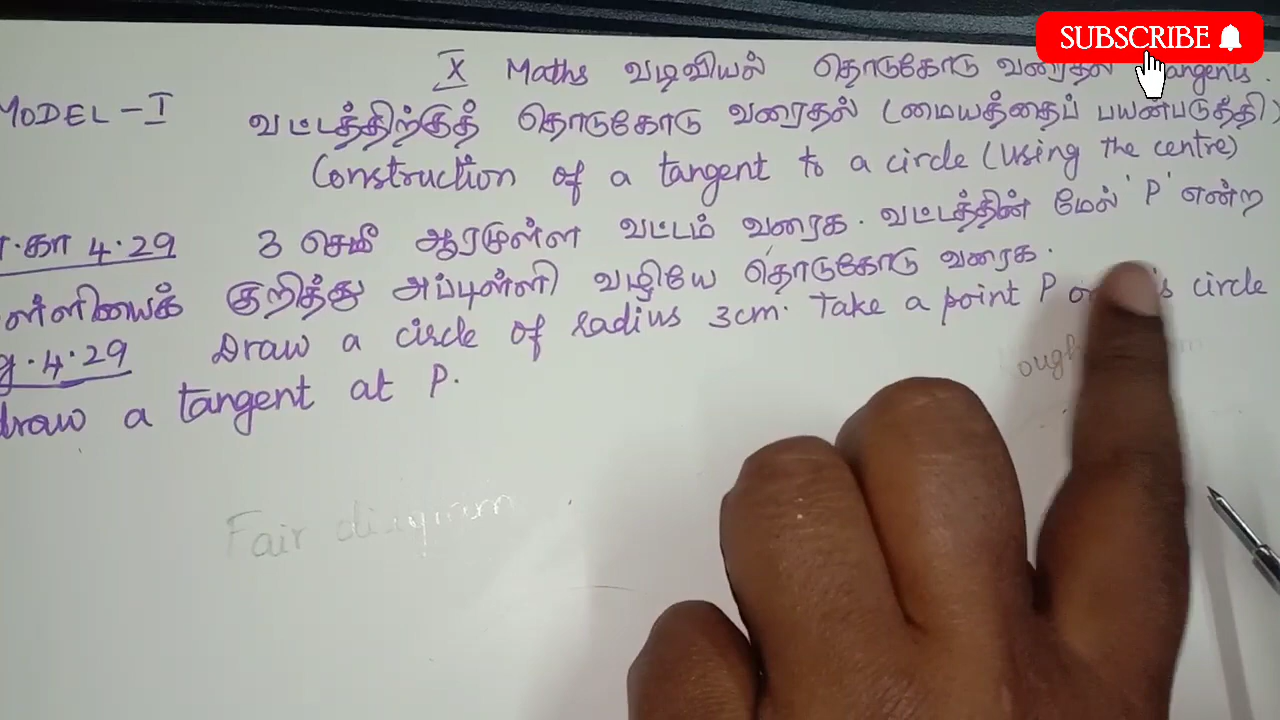 SUBSCRIBE
X Maths வடிவியல் தொடுகோடு வரைதல் Tangents.
MODEL - I
வட்டத்திற்குத் தொடுகோடு வரைதல் (மையத்தைப் பயன்படுத்தி)
Construction of a tangent to a circle (using the centre)
கா 4.29 3 செமீ ஆரமுள்ள வட்டம் வரைக. வட்டத்தின் மேல் 'P' என்ற
குறித்து அப்புள்ளி வழியே தொடுகோடு வரைக.
4.29 Draw a circle of radius 3cm. Take a point P on circle
draw a tangent at P.
Fair diagram